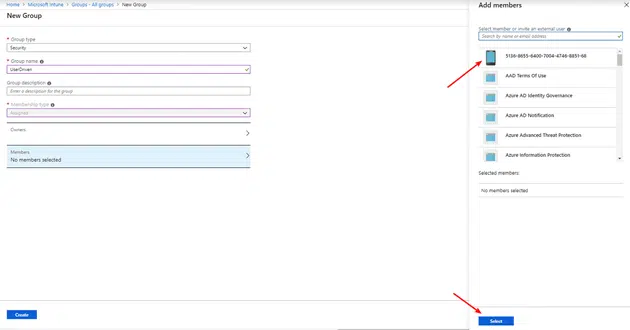 Home > Microsoft Intune > Groups - All groups > New Group
New Group
* Group type
Security
* Group name
UserDriven
Group description
Enter a description for the group
* Membership type
Assigned
Owners
Members
No members selected
Create
Add members
Select member or invite an external user
Search by name or email address
5136-8655-6400-7004-4746-8851-68
AAD Terms Of Use
Azure AD Identity Governance
Azure AD Notification
Azure Advanced Threat Protection
Azure Information Protection
Selected members:
No members selected
Select